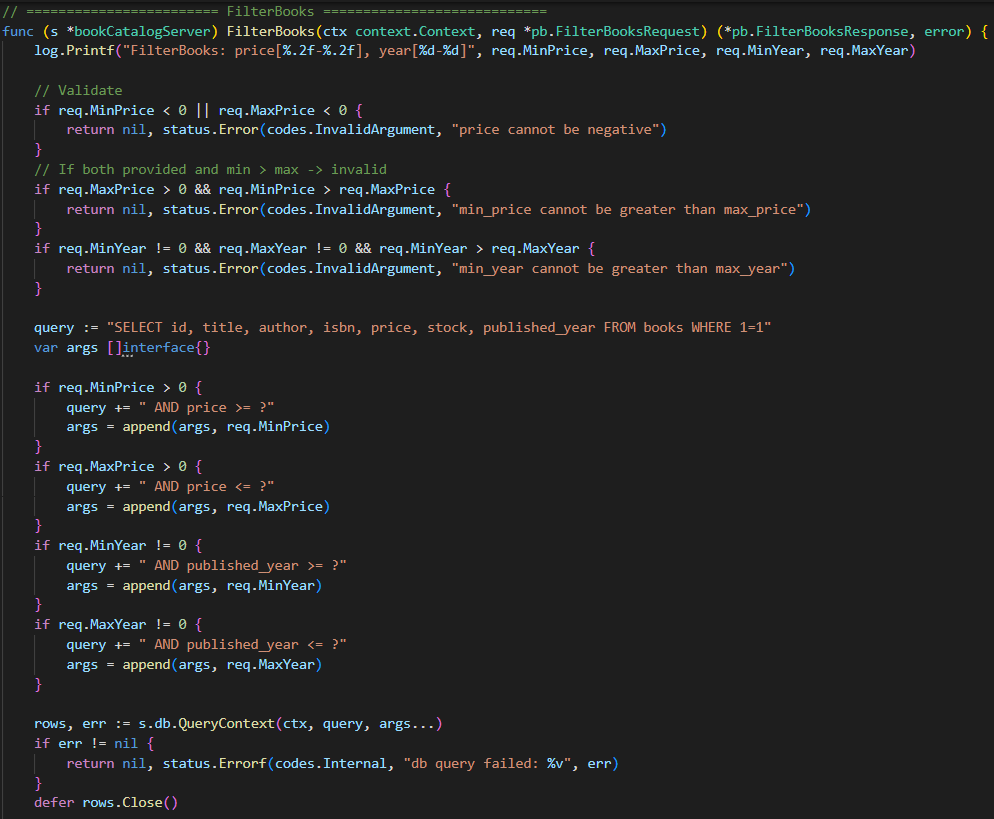 // ======================== FilterBooks ============================
func (s *bookCatalogServer) FilterBooks(ctx context.Context, req *pb.FilterBooksRequest) (*pb.FilterBooksResponse, error) {
    log.Printf("FilterBooks: price[%.2f-%.2f], year[%d-%d]", req.MinPrice, req.MaxPrice, req.MinYear, req.MaxYear)

    // Validate
    if req.MinPrice < 0 || req.MaxPrice < 0 {
        return nil, status.Error(codes.InvalidArgument, "price cannot be negative")
    }
    // If both provided and min > max -> invalid
    if req.MaxPrice > 0 && req.MinPrice > req.MaxPrice {
        return nil, status.Error(codes.InvalidArgument, "min_price cannot be greater than max_price")
    }
    if req.MinYear != 0 && req.MaxYear != 0 && req.MinYear > req.MaxYear {
        return nil, status.Error(codes.InvalidArgument, "min_year cannot be greater than max_year")
    }

    query := "SELECT id, title, author, isbn, price, stock, published_year FROM books WHERE 1=1"
    var args []interface{}

    if req.MinPrice > 0 {
        query += " AND price >= ?"
        args = append(args, req.MinPrice)
    }
    if req.MaxPrice > 0 {
        query += " AND price <= ?"
        args = append(args, req.MaxPrice)
    }
    if req.MinYear != 0 {
        query += " AND published_year >= ?"
        args = append(args, req.MinYear)
    }
    if req.MaxYear != 0 {
        query += " AND published_year <= ?"
        args = append(args, req.MaxYear)
    }

    rows, err := s.db.QueryContext(ctx, query, args...)
    if err != nil {
        return nil, status.Errorf(codes.Internal, "db query failed: %v", err)
    }
    defer rows.Close()